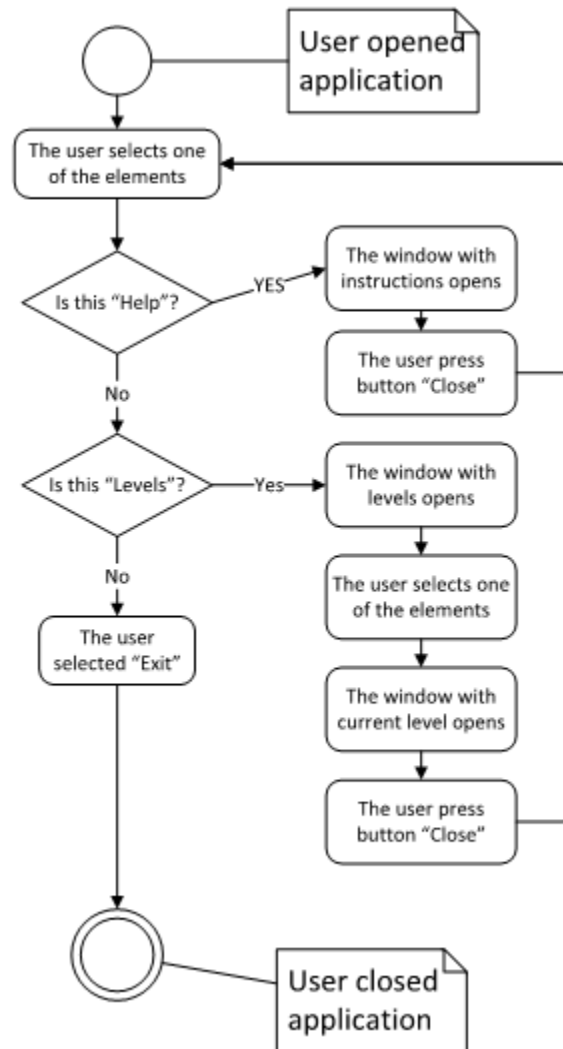 User opened
application
The user selects one
of the elements
Is this “Help”?
YES
The window with
instructions opens
The user press
button “Close”
No
Is this “Levels”?
Yes
The window with
levels opens
The user selects one
of the elements
No
The user
selected “Exit”
The window with
current level opens
The user press
button “Close”
User closed
application